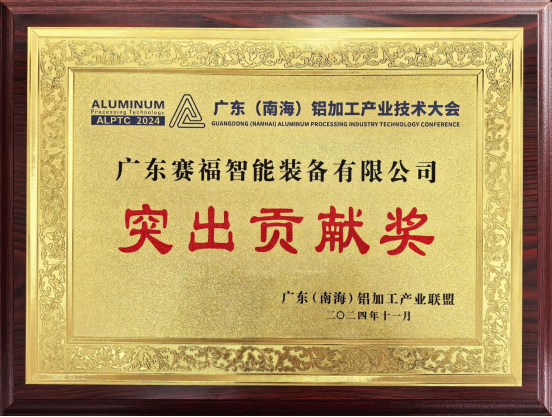 ALUMINUM
Processing Technology
ALPTC 2024
广东（南海）铝加工产业技术大会
GUANGDONG (NANHAI) ALUMINUM PROCESSING INDUSTRY TECHNOLOGY CONFERENCE
广东赛福智能装备有限公司
突出贡献奖
广东（南海）铝加工产业联盟
二〇二四年十一月